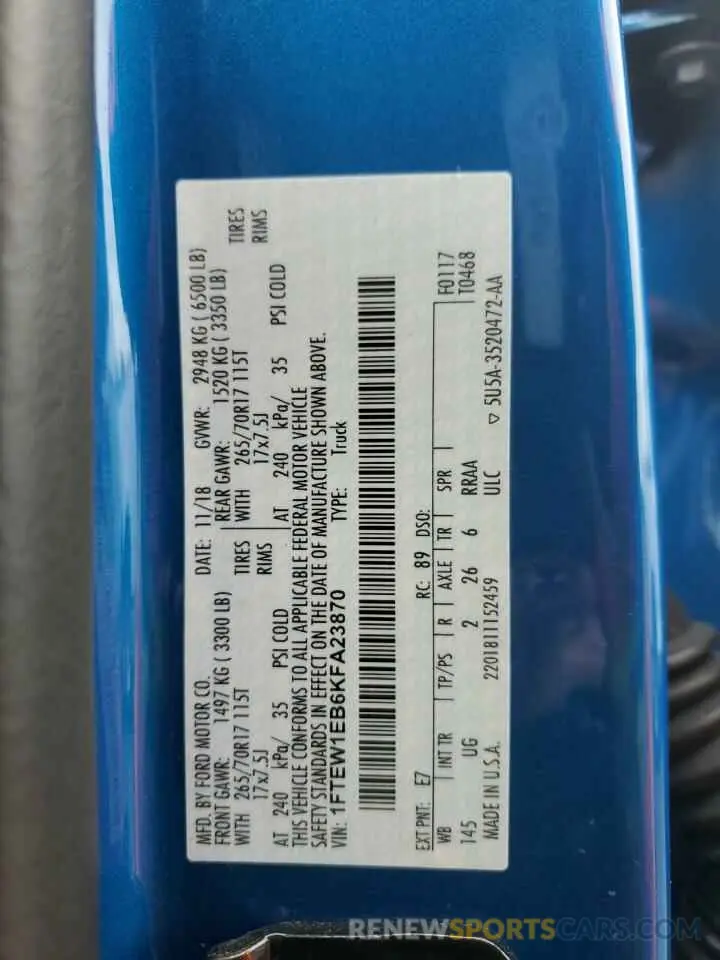 MFD. BY FORD MOTOR CO.
DATE: 11/18 GVWR: 2948 KG ( 6500 LB)
FRONT GAWR: 1497 KG ( 3300 LB)
REAR GAWR: 1520 KG ( 3350 LB)
WITH 265/70R17 115T TIRES
WITH 265/70R17 115T TIRES
17x7.5J RIMS
17x7.5J RIMS
AT 240 kPa/ 35 PSI COLD
AT 240 kPa/ 35 PSI COLD
THIS VEHICLE CONFORMS TO ALL APPLICABLE FEDERAL MOTOR VEHICLE
SAFETY STANDARDS IN EFFECT ON THE DATE OF MANUFACTURE SHOWN ABOVE.
VIN: 1FTEW1EB6KFA23870 TYPE: Truck
EXT PNT: E7 RC: 89 DSO: F0117
WB INT TR TP/PS R AXLE TR SPR T0468
145 UG 2 26 6 RRAA
MADE IN U.S.A. 2201811152459 ULC 5U5A-3520472-AA
RENEWSPORTSCARS.COM